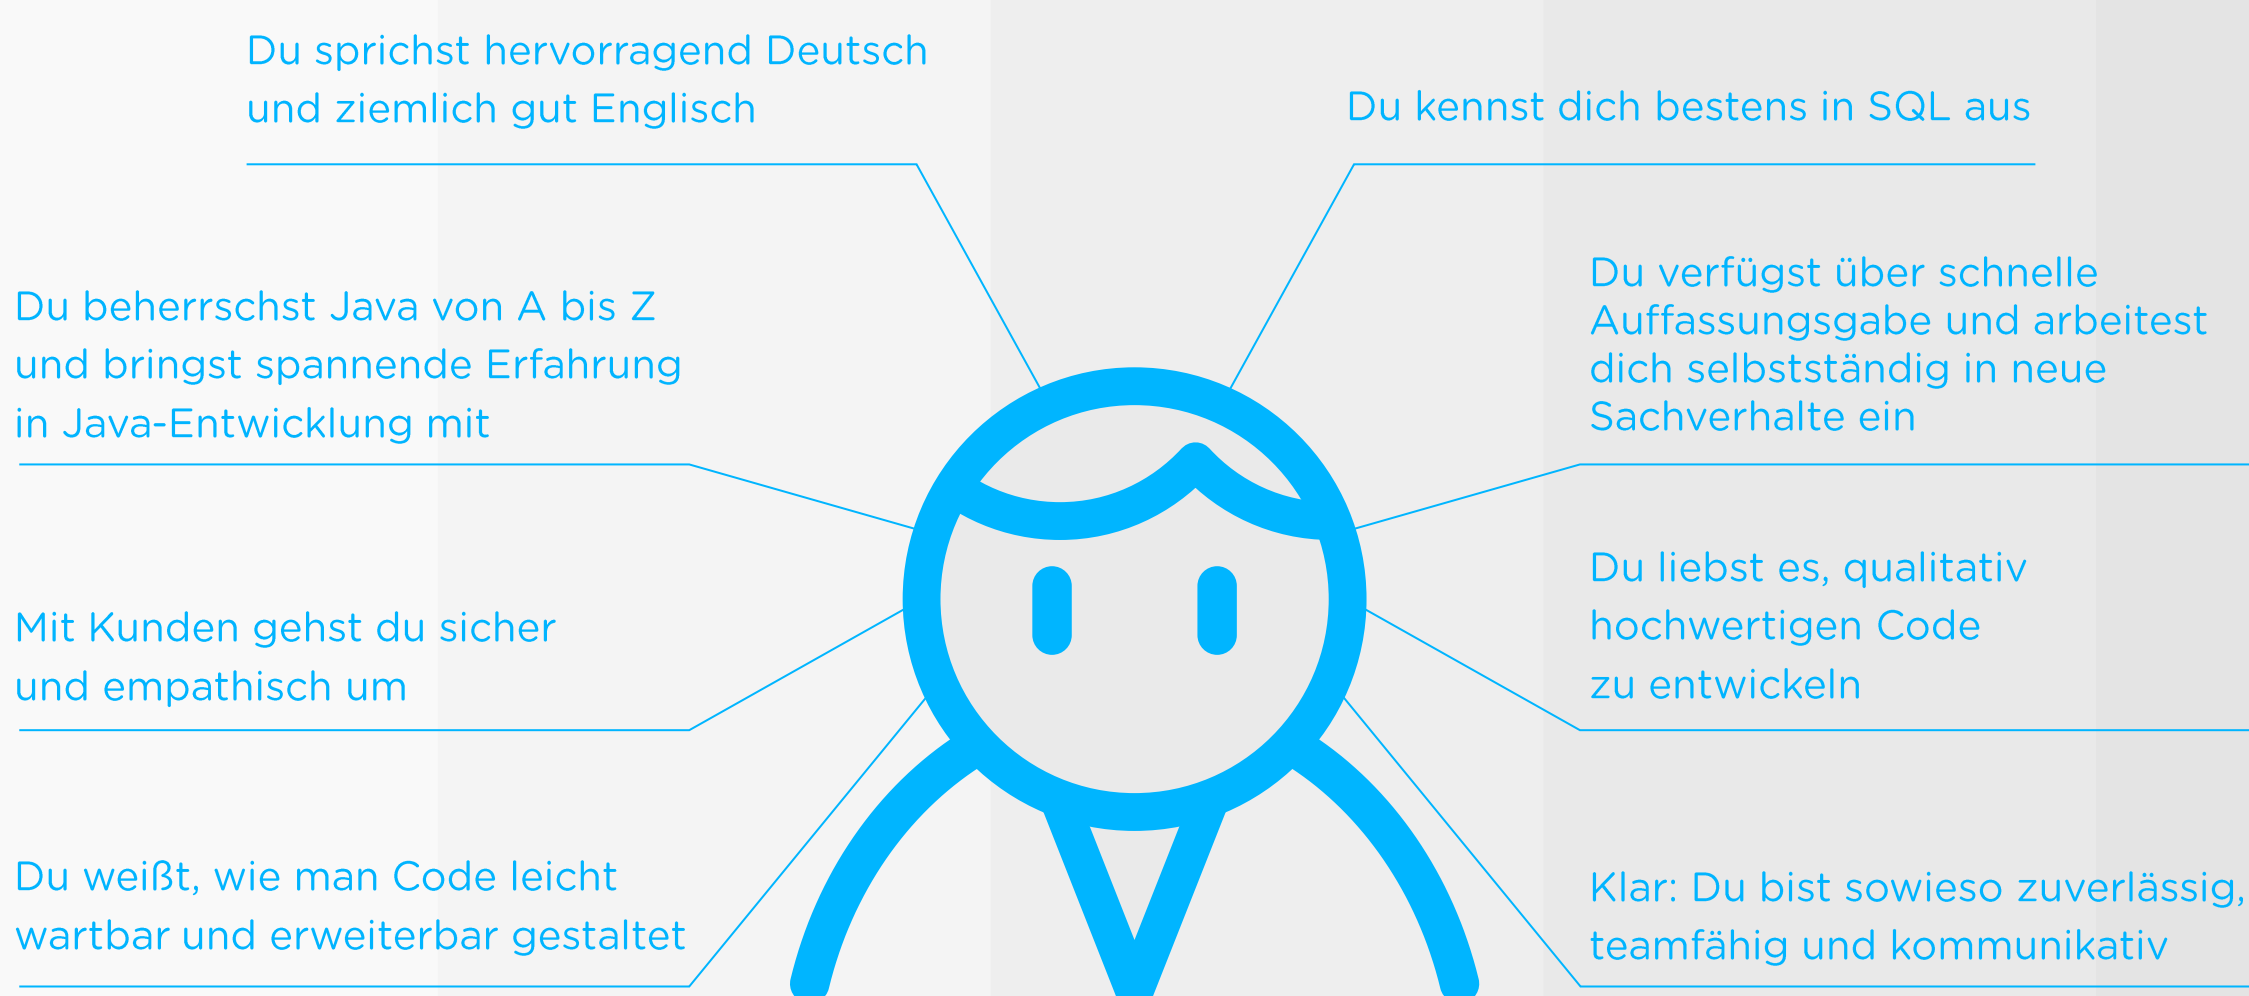 Du sprichst hervorragend Deutsch
und ziemlich gut Englisch
Du beherrschst Java von A bis Z
und bringst spannende Erfahrung
in Java-Entwicklung mit
Mit Kunden gehst du sicher
und empathisch um
Du weißt, wie man Code leicht
wartbar und erweiterbar gestaltet
Du kennst dich bestens in SQL aus
Du verfügst über schnelle
Auffassungsgabe und arbeitest
dich selbstständig in neue
Sachverhalte ein
Du liebst es, qualitativ
hochwertigen Code
zu entwickeln
Klar: Du bist sowieso zuverlässig,
teamfähig und kommunikativ